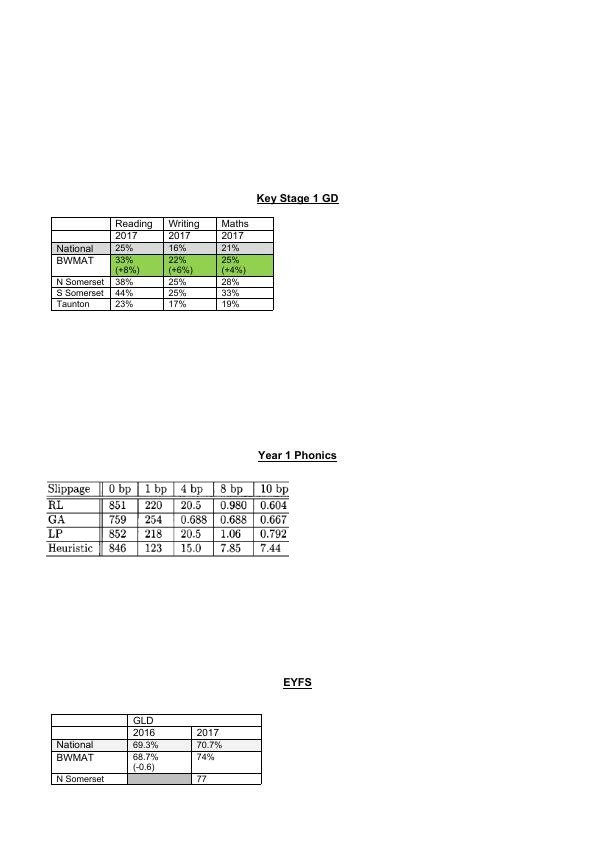 Key Stage 1 GD
Reading Writing Maths
2017 2017 2017
National 25% 16% 21%
BWMAT 33% 22% 25%
(+8%) (+6%) (+4%)
N Somerset 38% 25% 28%
S Somerset 44% 25% 33%
Taunton 23% 17% 19%
Year 1 Phonics
Slippage 0 bp 1 bp 4 bp 8 bp 10 bp
RL 851 220 20.5 0.980 0.604
GA 759 254 0.688 0.688 0.667
LP 852 218 20.5 1.06 0.792
Heuristic 846 123 15.0 7.85 7.44
EYFS
GLD
2016 2017
National 69.3% 70.7%
BWMAT 68.7% 74%
(-0.6)
N Somerset 77